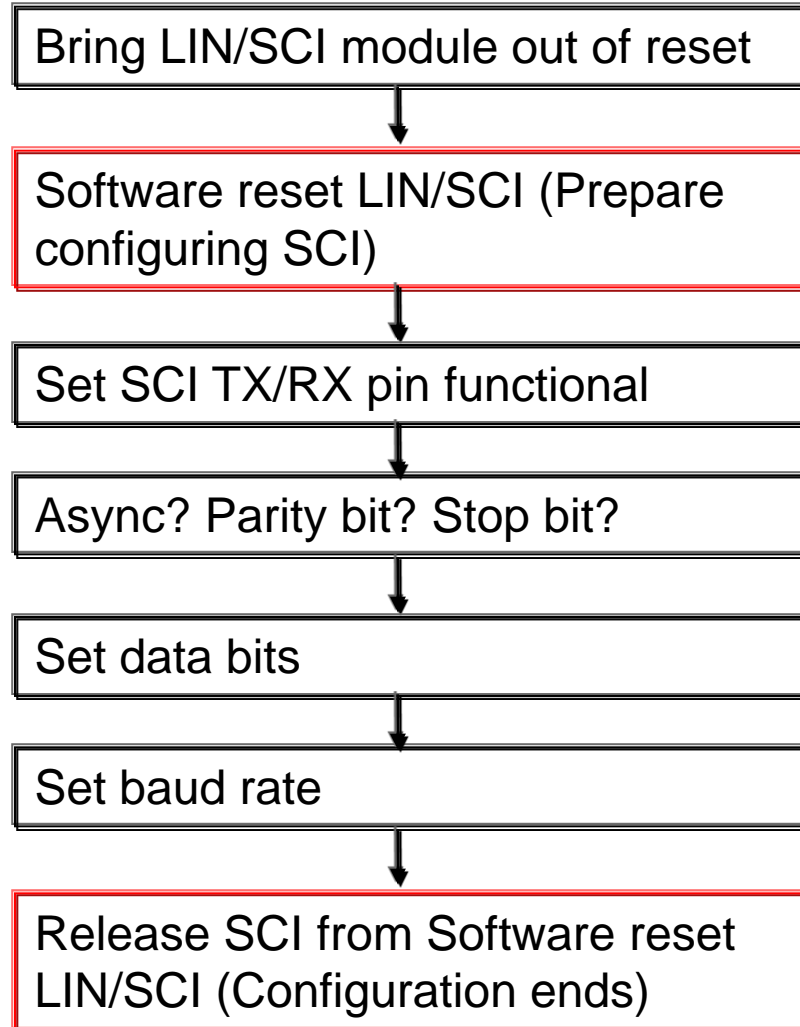 Bring LIN/SCI module out of reset
Software reset LIN/SCI (Prepare
configuring SCI)
Set SCI TX/RX pin functional
Async? Parity bit? Stop bit?
Set data bits
Set baud rate
Release SCI from Software reset
LIN/SCI (Configuration ends)